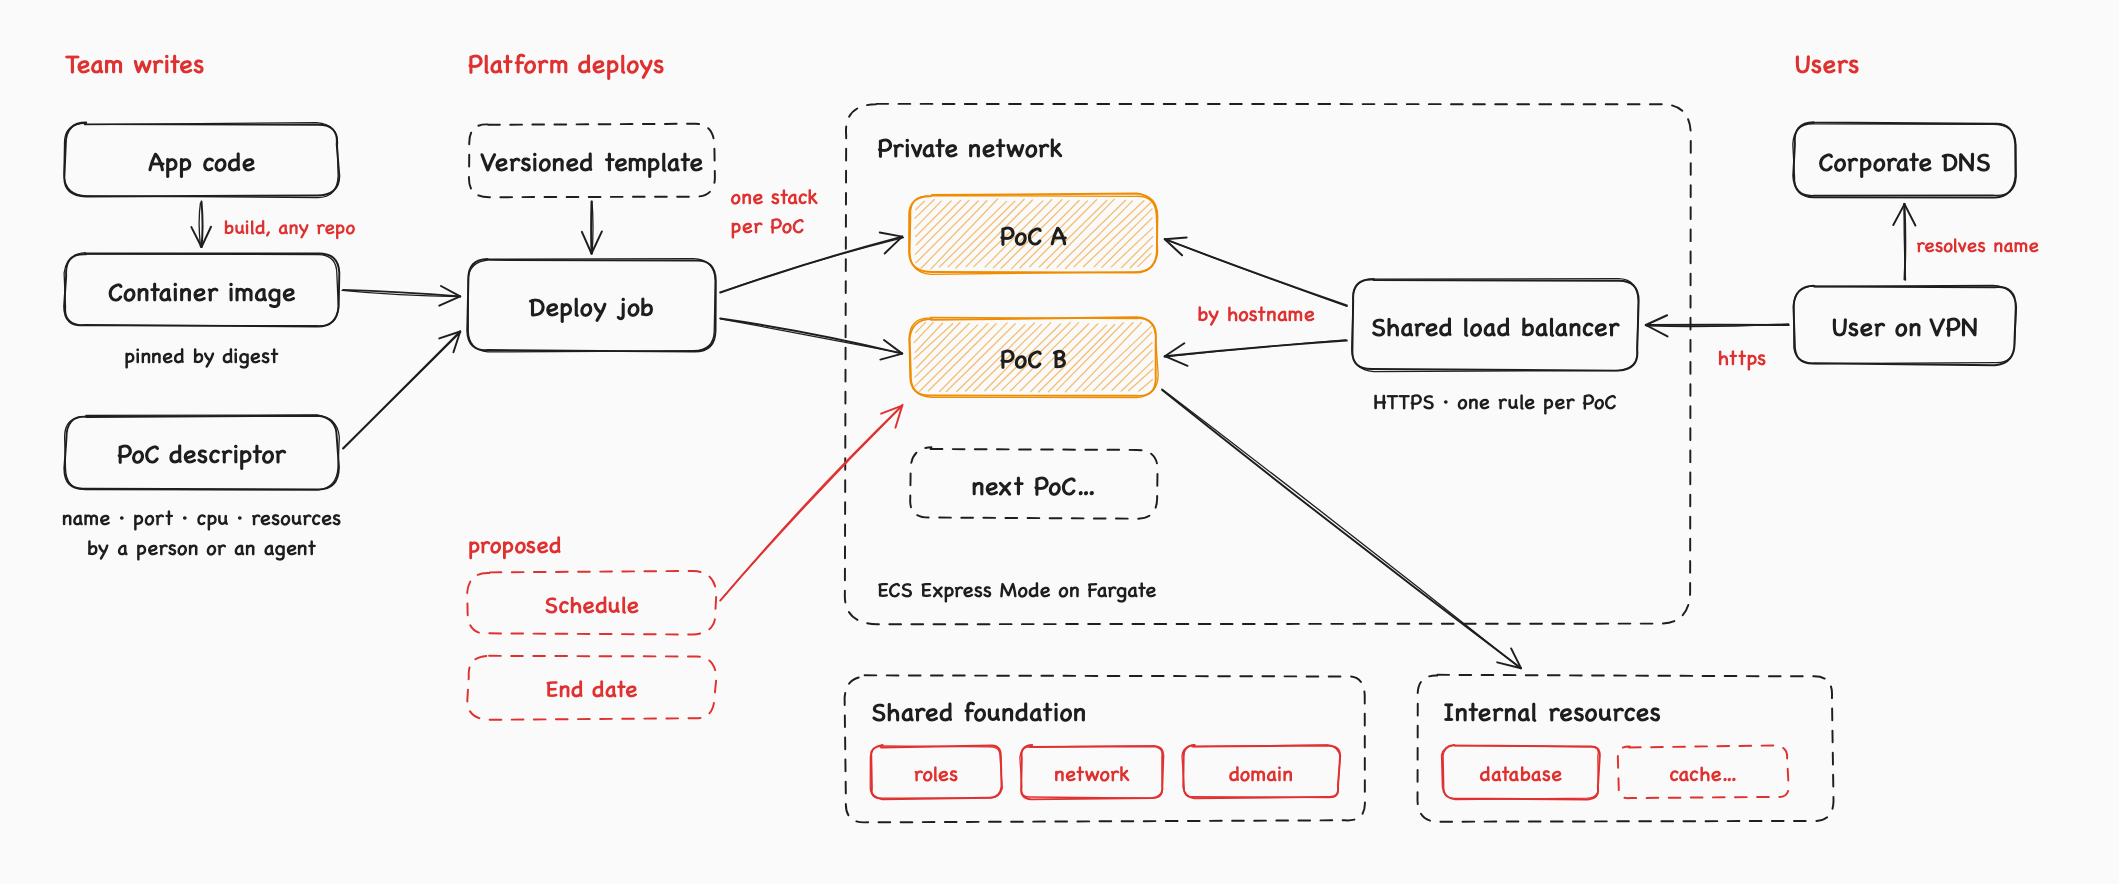 Team writes
App code
build, any repo
Container image
pinned by digest
PoC descriptor
name · port · cpu · resources
by a person or an agent
Platform deploys
Versioned template
Deploy job
one stack
per PoC
proposed
Schedule
End date
Private network
PoC A
PoC B
next PoC...
ECS Express Mode on Fargate
by hostname
Shared load balancer
HTTPS · one rule per PoC
https
Users
Corporate DNS
resolves name
User on VPN
Shared foundation
roles
network
domain
Internal resources
database
cache...